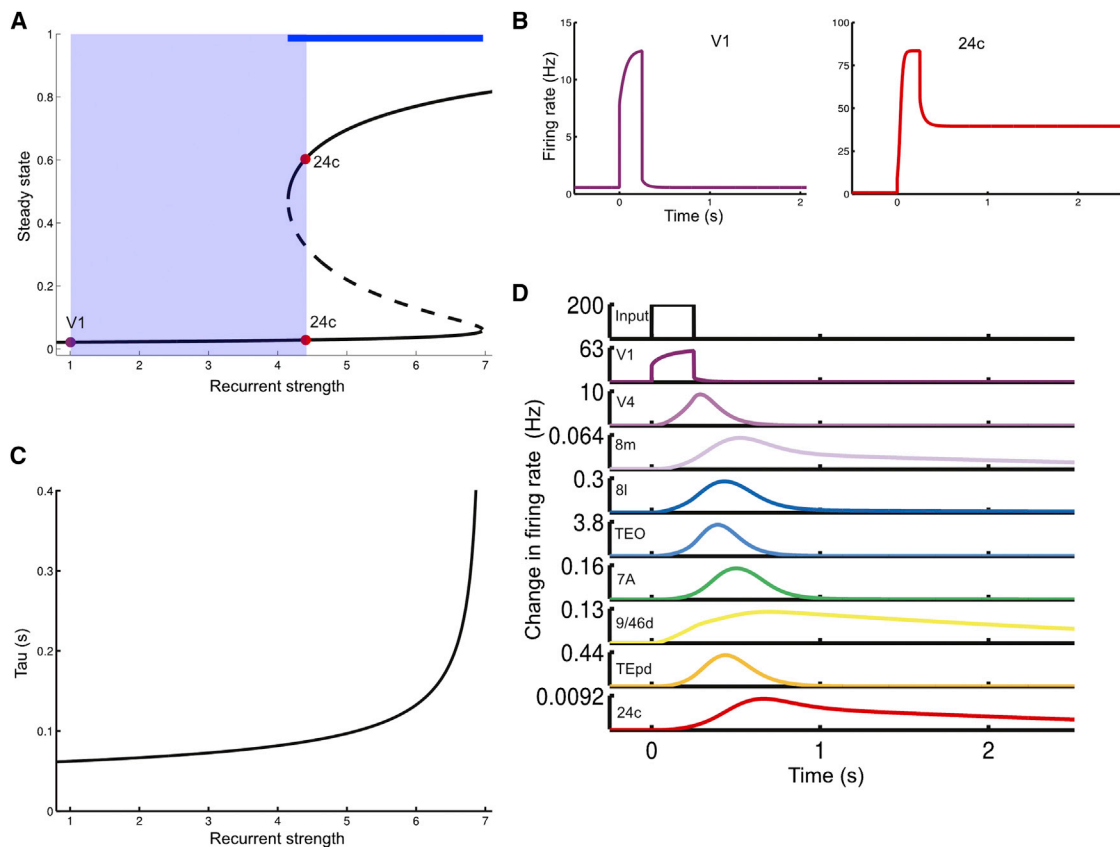 A
1
0.8
0.6
0.4
0.2
0
Steady state
24c
V1
24c
1
2
3
4
5
6
7
Recurrent strength
B
15
10
5
0
Firing rate (Hz)
V1
0
1
2
Time (s)
100
75
50
25
0
24c
0
1
2
C
0.4
0.3
0.2
0.1
0
Tau (s)
1
2
3
4
5
6
7
Recurrent strength
D
Change in firing rate (Hz)
200
Input
63
V1
10
V4
0.064
8m
0.3
8l
3.8
TEO
0.16
7A
0.13
9/46d
0.44
TEpd
0.0092
24c
0
1
2
Time (s)